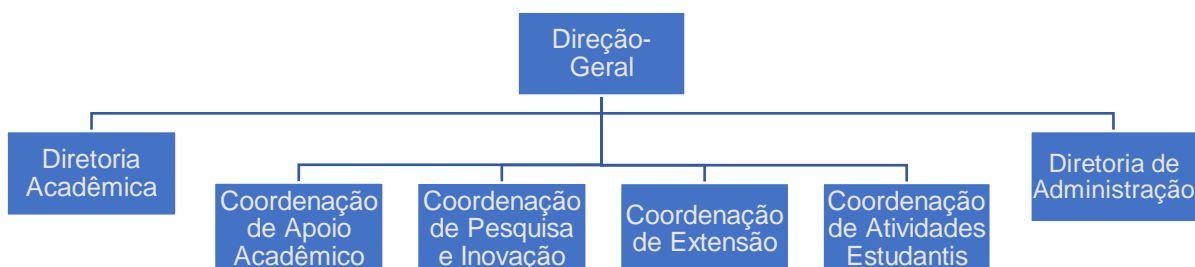 Direção-
Geral
Diretoria
Acadêmica
Diretoria de
Administração
Coordenação
de Apoio
Acadêmico
Coordenação
de Pesquisa
e Inovação
Coordenação
de Extensão
Coordenação
de Atividades
Estudantis